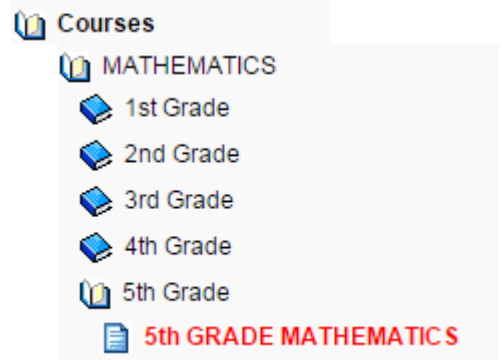 Courses
MATHEMATICS
1st Grade
2nd Grade
3rd Grade
4th Grade
5th Grade
5th GRADE MATHEMATICS